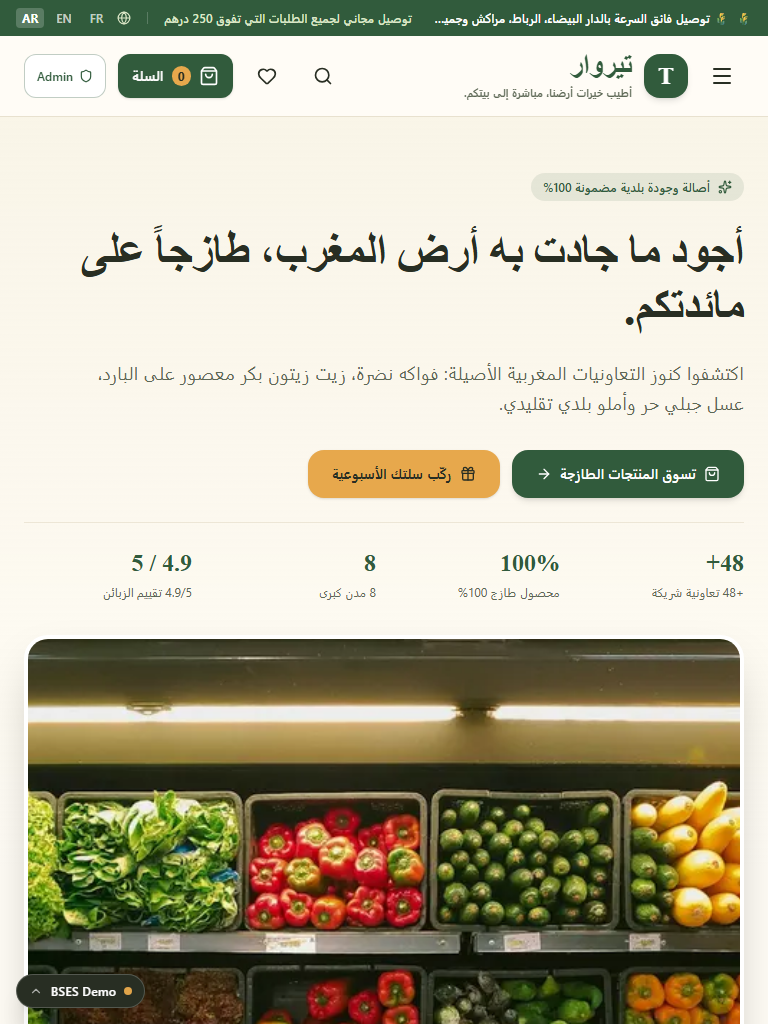 توصيل فائق السرعة بالدار البيضاء، الرباط، مراكش وجميـ...
توصيل مجاني لجميع الطلبات التي تفوق 250 درهم
FR EN AR
T
تيروار
أطيب خيرات أرضنا، مباشرة إلى بيتكم.
السلة 0
Admin
أصالة وجودة بلدية مضمونة 100%
أجود ما جادت به أرض المغرب، طازجاً على
مائدتكم.
اكتشفوا كنوز التعاونيات المغربية الأصيلة: فواكه نضرة، زيت زيتون بكر معصور على البارد،
عسل جبلي حر وأملو بلدي تقليدي.
تسوق المنتجات الطازجة
ركّب سلتك الأسبوعية
+48
+48 تعاونية شريكة
100%
محصول طازج 100%
8
8 مدن كبرى
4.9 / 5
4.9/5 تقييم الزبائن
BSES Demo